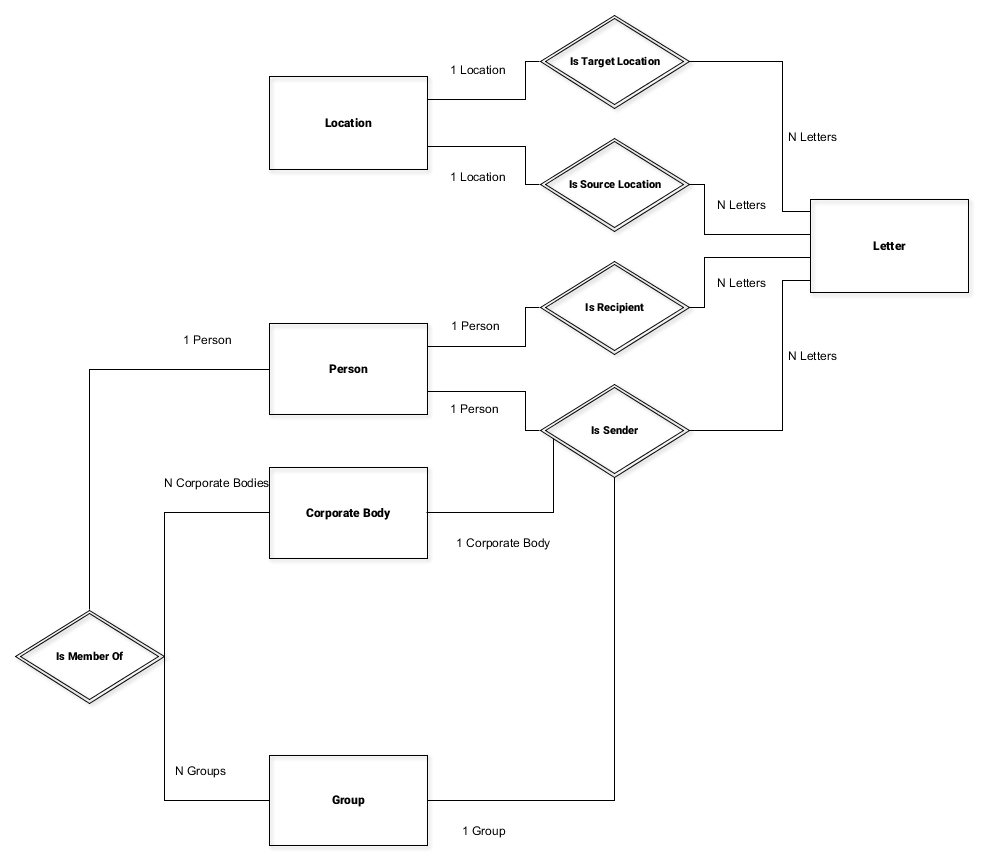 Is Target Location
1 Location
Location
N Letters
1 Location
Is Source Location
N Letters
Letter
N Letters
Is Recipient
1 Person
1 Person
N Letters
Person
1 Person
Is Sender
N Corporate Bodies
Corporate Body
1 Corporate Body
Is Member Of
N Groups
Group
1 Group